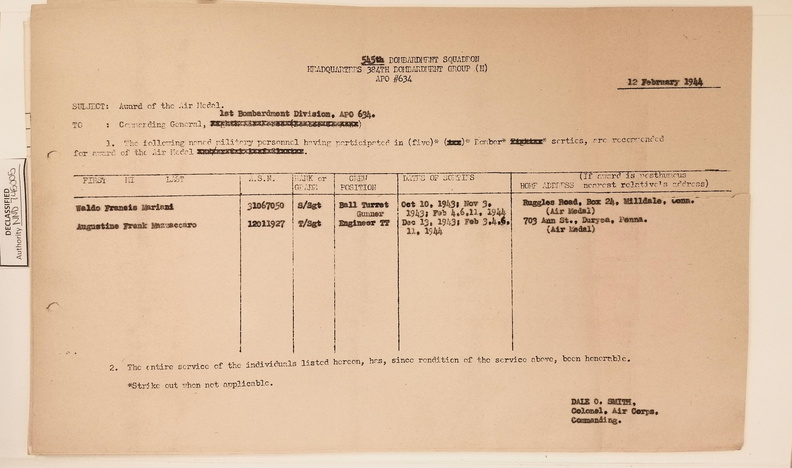 545th BOMBARDMENT SQUADRON
HEADQUARTERS 384TH BOMBARDMENT GROUP (H)
APO #634
12 February 1944
SUBJECT: Award of the Air Medal.
1st Bombardment Division, APO 634.
TO : Commanding General,
1. The following named military personnel having participated in (five)* Bomber* sorties, are recommended
for award of the Air Medal
FIRST MI LAST A.S.N. RANK or GRADE CREW POSITION DATES OF SORTIES HOME ADDRESS (If award is posthumous nearest relative's address)
Waldo Francis Mariani 31067050 S/Sgt Ball Turret Gunner Oct 10, 1943; Nov 3, 1943; Feb 4,6,11, 1944 Ruggles Road, Box 24, Milldale, Conn. (Air Medal)
Augustine Frank 12011927 T/Sgt Engineer TT Dec 13, 1943; Feb 3,4,6, 11, 1944 703 Ann St., Duryea, Penna. (Air Medal)
2. The entire service of the individuals listed hereon, has, since rendition of the service above, been honorable.
*Strike out when not applicable.
DALE O. SMITH,
Colonel, Air Corps,
Commanding.
DECLASSIFIED
Authority NND 745095